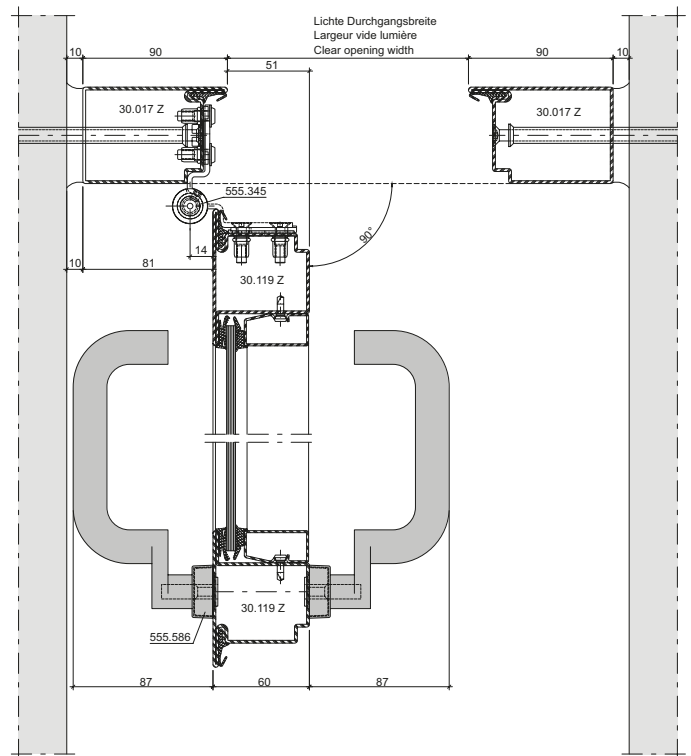 Lichte Durchgangsbreite
Largeur vide lumière
Clear opening width
10
90
90
10
51
30.017 Z
30.017 Z
555.345
90°
14
10
81
30.119 Z
30.119 Z
555.586
87
60
87